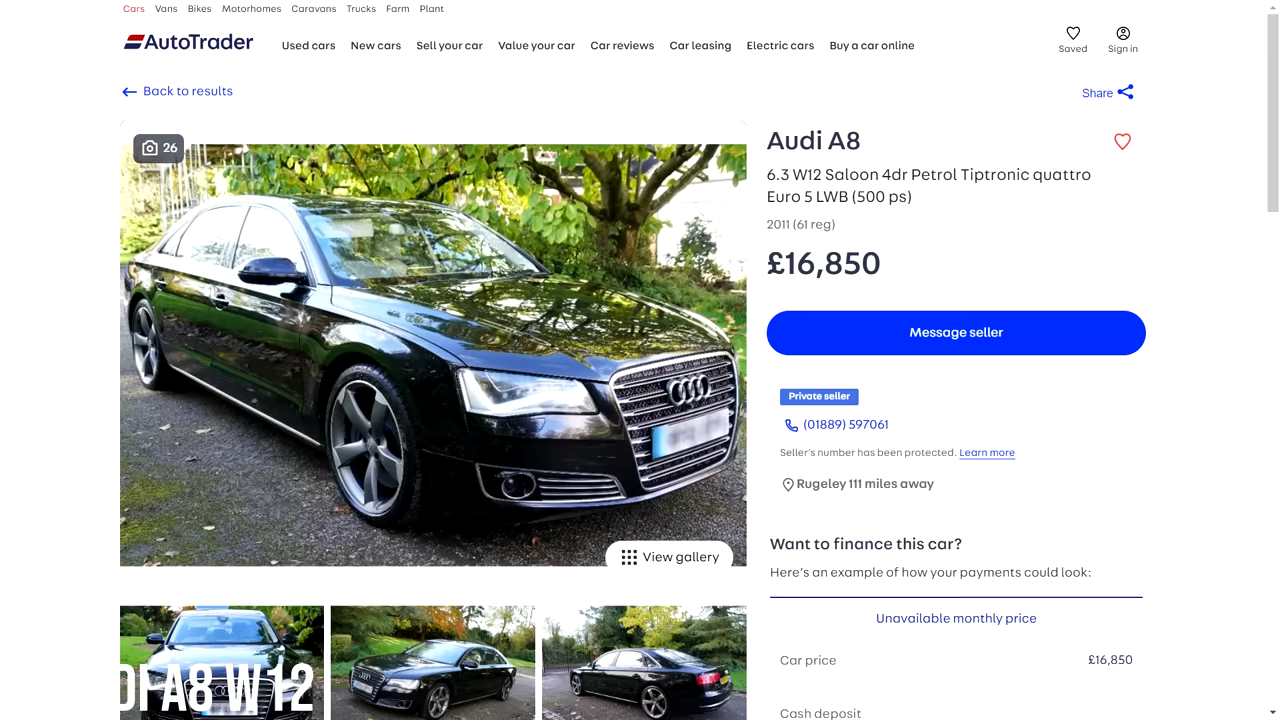 Cars Vans Bikes Motorhomes Caravans Trucks Farm Plant
AutoTrader
Used cars New cars Sell your car Value your car Car reviews Car leasing Electric cars Buy a car online
Saved Sign in
Back to results
Share
26
View gallery
DI A8 W12
Audi A8
6.3 W12 Saloon 4dr Petrol Tiptronic quattro
Euro 5 LWB (500 ps)
2011 (61 reg)
£16,850
Message seller
Private seller
(01889) 597061
Seller's number has been protected. Learn more
Rugeley 111 miles away
Want to finance this car?
Here's an example of how your payments could look:
Unavailable monthly price
Car price £16,850
Cash deposit